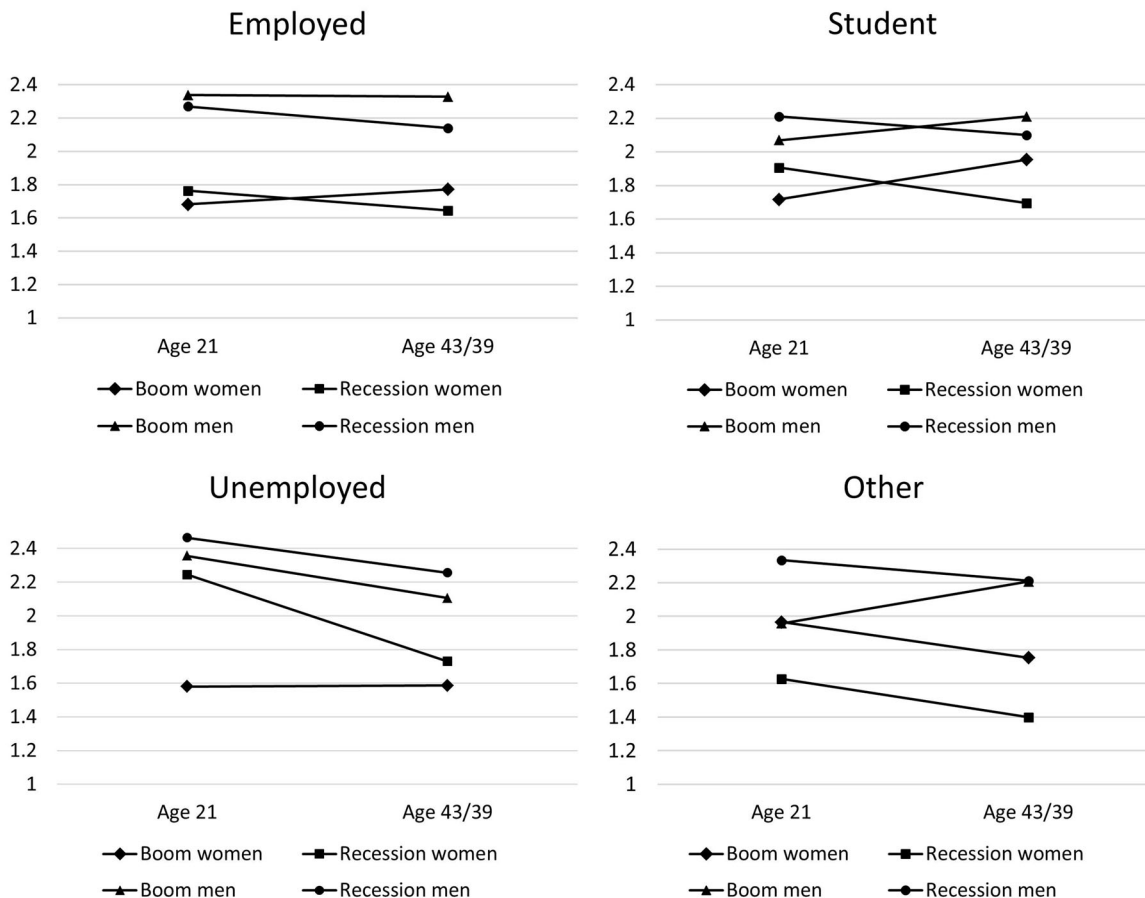 Employed
2.4
2.2
2
1.8
1.6
1.4
1.2
1
Age 21 Age 43/39
Boom women Recession women
Boom men Recession men
Student
2.4
2.2
2
1.8
1.6
1.4
1.2
1
Age 21 Age 43/39
Boom women Recession women
Boom men Recession men
Unemployed
2.4
2.2
2
1.8
1.6
1.4
1.2
1
Age 21 Age 43/39
Boom women Recession women
Boom men Recession men
Other
2.4
2.2
2
1.8
1.6
1.4
1.2
1
Age 21 Age 43/39
Boom women Recession women
Boom men Recession men